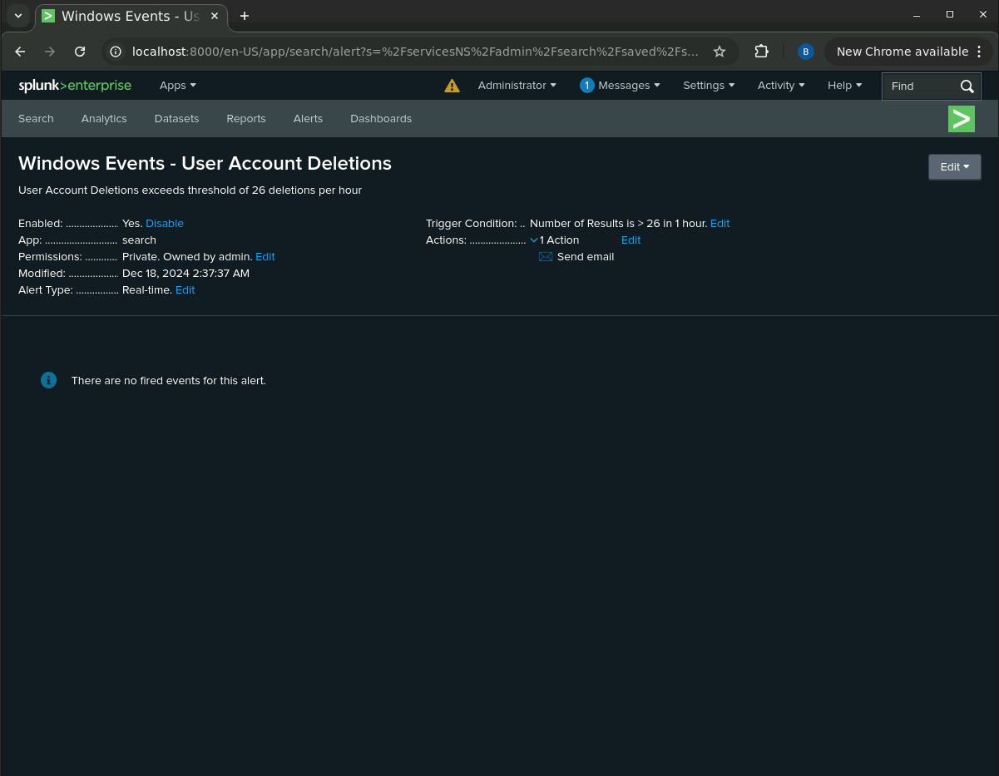 Windows Events - Us
localhost:8000/en-US/app/search/alert?s=%2FservicesNS%2Fadmin%2Fsearch%2Fsaved%2Fs...
B
New Chrome available
splunk>enterprise
Apps
Administrator
1 Messages
Settings
Activity
Help
Find
Search
Analytics
Datasets
Reports
Alerts
Dashboards
Windows Events - User Account Deletions
Edit
User Account Deletions exceeds threshold of 26 deletions per hour
Enabled: ................... Yes. Disable
App: ........................... search
Permissions: ............ Private. Owned by admin. Edit
Modified: .................. Dec 18, 2024 2:37:37 AM
Alert Type: ................ Real-time. Edit
Trigger Condition: .. Number of Results is > 26 in 1 hour. Edit
Actions: ..................... 1 Action Edit
Send email
There are no fired events for this alert.